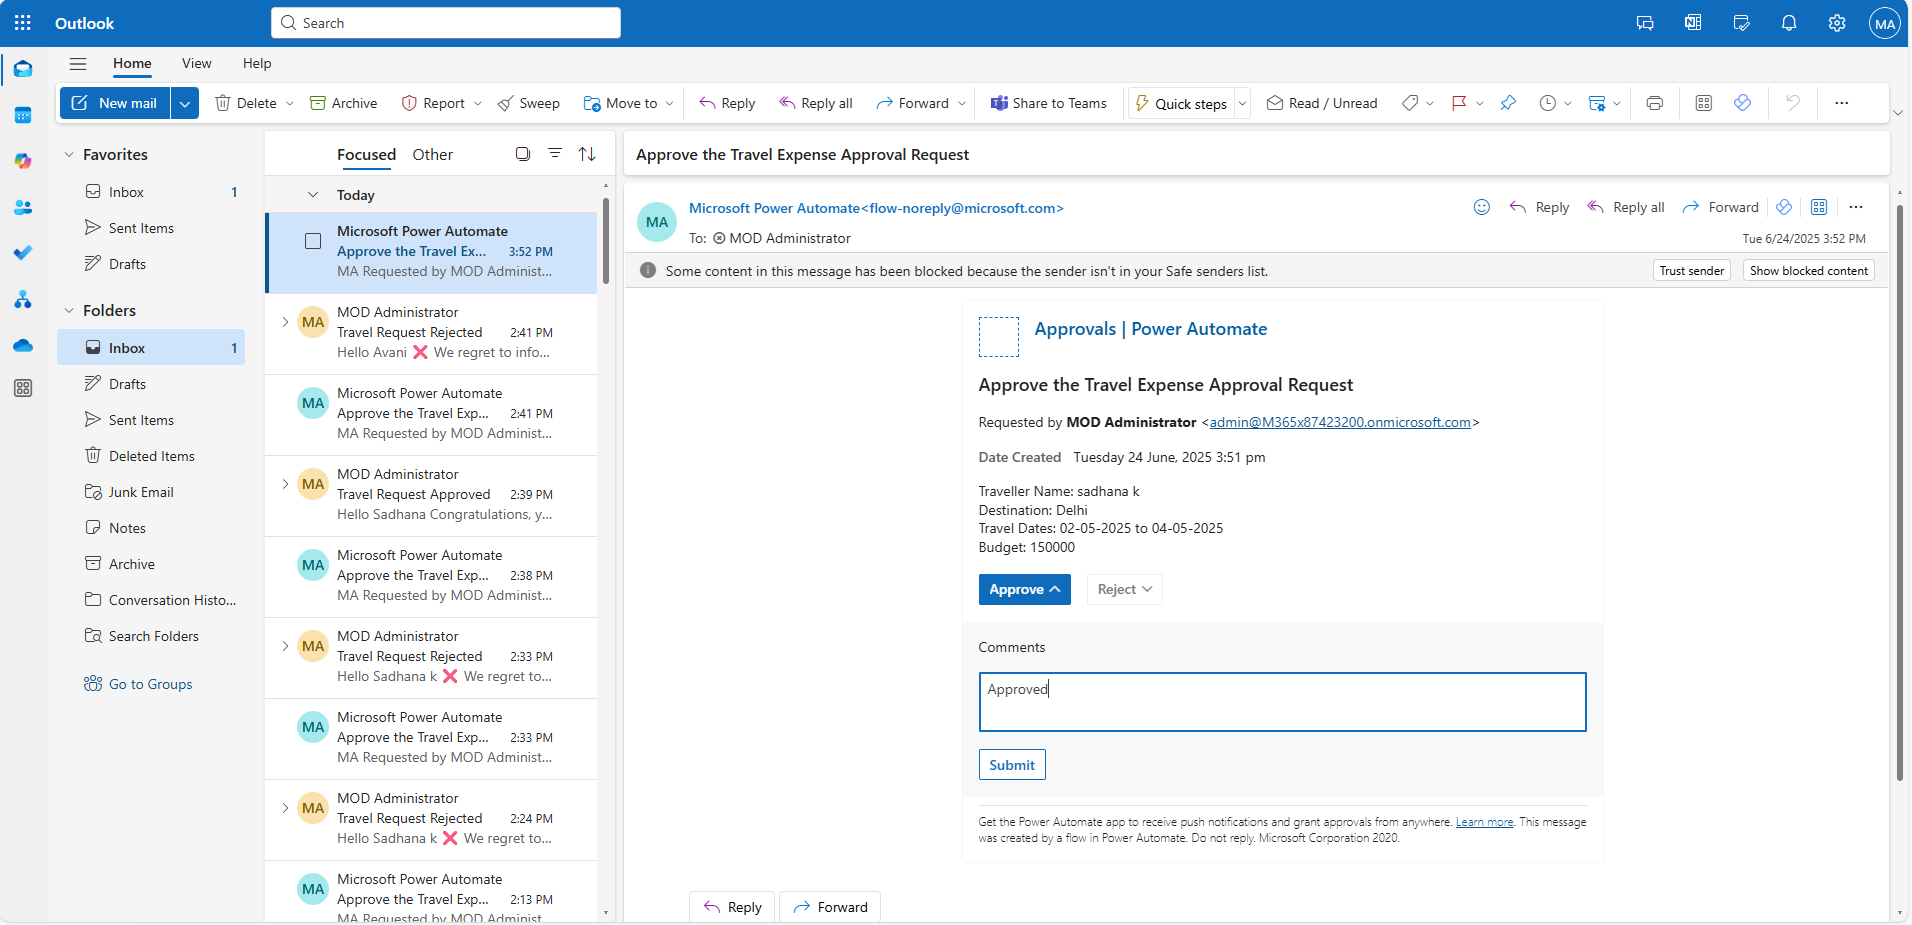 Outlook
Search
MA
Home
View
Help
New mail
Delete
Archive
Report
Sweep
Move to
Reply
Reply all
Forward
Share to Teams
Quick steps
Read / Unread
Favorites
Inbox 1
Sent Items
Drafts
Folders
Inbox 1
Drafts
Sent Items
Deleted Items
Junk Email
Notes
Archive
Conversation Histo...
Search Folders
Go to Groups
Focused
Other
Today
Microsoft Power Automate
Approve the Travel Ex... 3:52 PM
MA Requested by MOD Administ...
MA
MOD Administrator
Travel Request Rejected 2:41 PM
Hello Avani ❌ We regret to info...
MA
Microsoft Power Automate
Approve the Travel Exp... 2:41 PM
MA Requested by MOD Administ...
MA
MOD Administrator
Travel Request Approved 2:39 PM
Hello Sadhana Congratulations, y...
MA
Microsoft Power Automate
Approve the Travel Exp... 2:38 PM
MA Requested by MOD Administ...
MA
MOD Administrator
Travel Request Rejected 2:33 PM
Hello Sadhana k ❌ We regret to...
MA
Microsoft Power Automate
Approve the Travel Exp... 2:33 PM
MA Requested by MOD Administ...
MA
MOD Administrator
Travel Request Rejected 2:24 PM
Hello Sadhana k ❌ We regret to...
MA
Microsoft Power Automate
Approve the Travel Exp... 2:13 PM
MA Requested by MOD Administ
Approve the Travel Expense Approval Request
MA
Microsoft Power Automate<flow-noreply@microsoft.com>
To: MOD Administrator
Reply
Reply all
Forward
Tue 6/24/2025 3:52 PM
Some content in this message has been blocked because the sender isn't in your Safe senders list.
Trust sender
Show blocked content
Approvals | Power Automate
Approve the Travel Expense Approval Request
Requested by MOD Administrator <admin@M365x87423200.onmicrosoft.com>
Date Created Tuesday 24 June, 2025 3:51 pm
Traveller Name: sadhana k
Destination: Delhi
Travel Dates: 02-05-2025 to 04-05-2025
Budget: 150000
Approve
Reject
Comments
Approved
Submit
Get the Power Automate app to receive push notifications and grant approvals from anywhere. Learn more. This message
was created by a flow in Power Automate. Do not reply. Microsoft Corporation 2020.
Reply
Forward